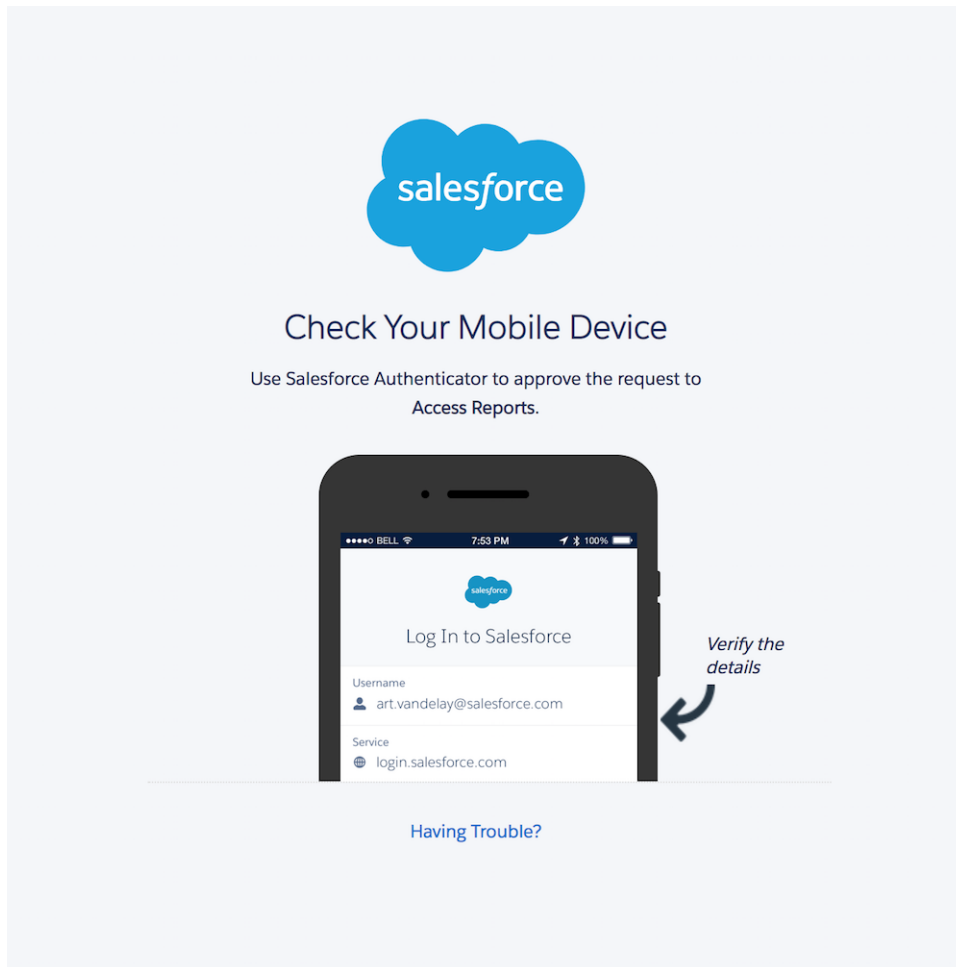 salesforce
Check Your Mobile Device
Use Salesforce Authenticator to approve the request to
Access Reports.
BELL 7:53 PM 100%
salesforce
Log In to Salesforce
Username
art.vandelay@salesforce.com
Verify the
details
Service
login.salesforce.com
Having Trouble?